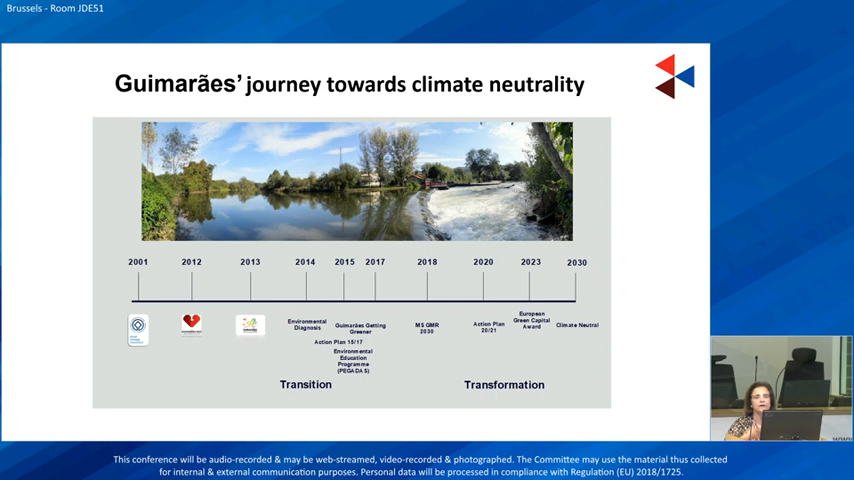 Brussels - Room JDE51
Guimarães' journey towards climate neutrality
2001
2012
2013
2014
2015
2017
2018
2020
2023
2030
Environmental
Diagnosis
Guimarães Getting
Greener
Action Plan 15/17
Environmental
Education
Programme
(PEGADAS)
MS GMR
2030
Action Plan
20/21
European
Green Capital
Award
Climate Neutral
Transition
Transformation
This conference will be audio-recorded & may be web-streamed, video-recorded & photographed. The Committee may use the material thus collected
for internal & external communication purposes. Personal data will be processed in compliance with Regulation (EU) 2018/1725.